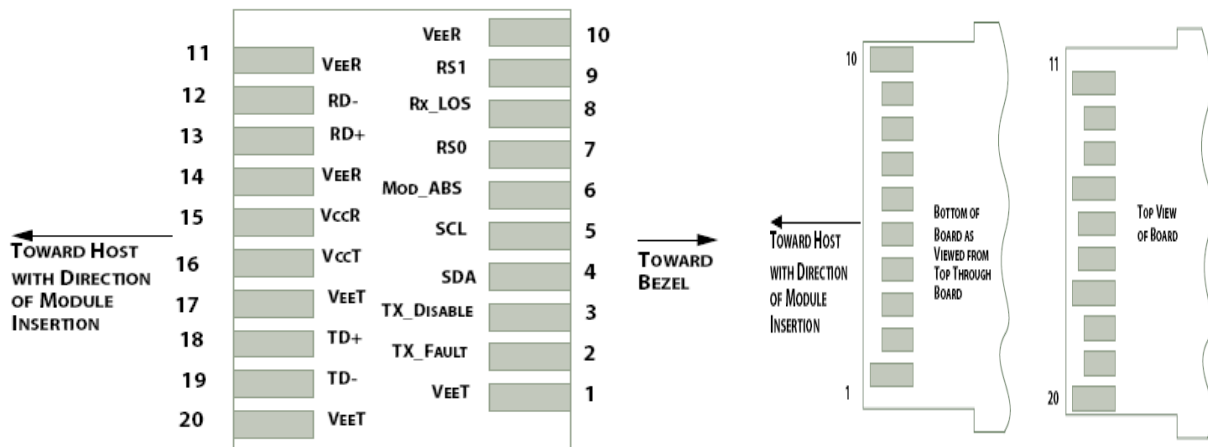 VEER 10
11 VEER
RS1 9
12 RD-
RX_LOS 8
13 RD+
RS0 7
14 VEER
MOD_ABS 6
15 VCCR
SCL 5
16 VCCT
SDA 4
17 VEET
TX_DISABLE 3
18 TD+
TX_FAULT 2
19 TD-
VEET 1
20 VEET
TOWARD HOST
WITH DIRECTION
OF MODULE
INSERTION
TOWARD
BEZEL
10
1
TOWARD HOST
WITH DIRECTION
OF MODULE
INSERTION
BOTTOM OF
BOARD AS
VIEWED FROM
TOP THROUGH
BOARD
11
20
TOP VIEW
OF BOARD